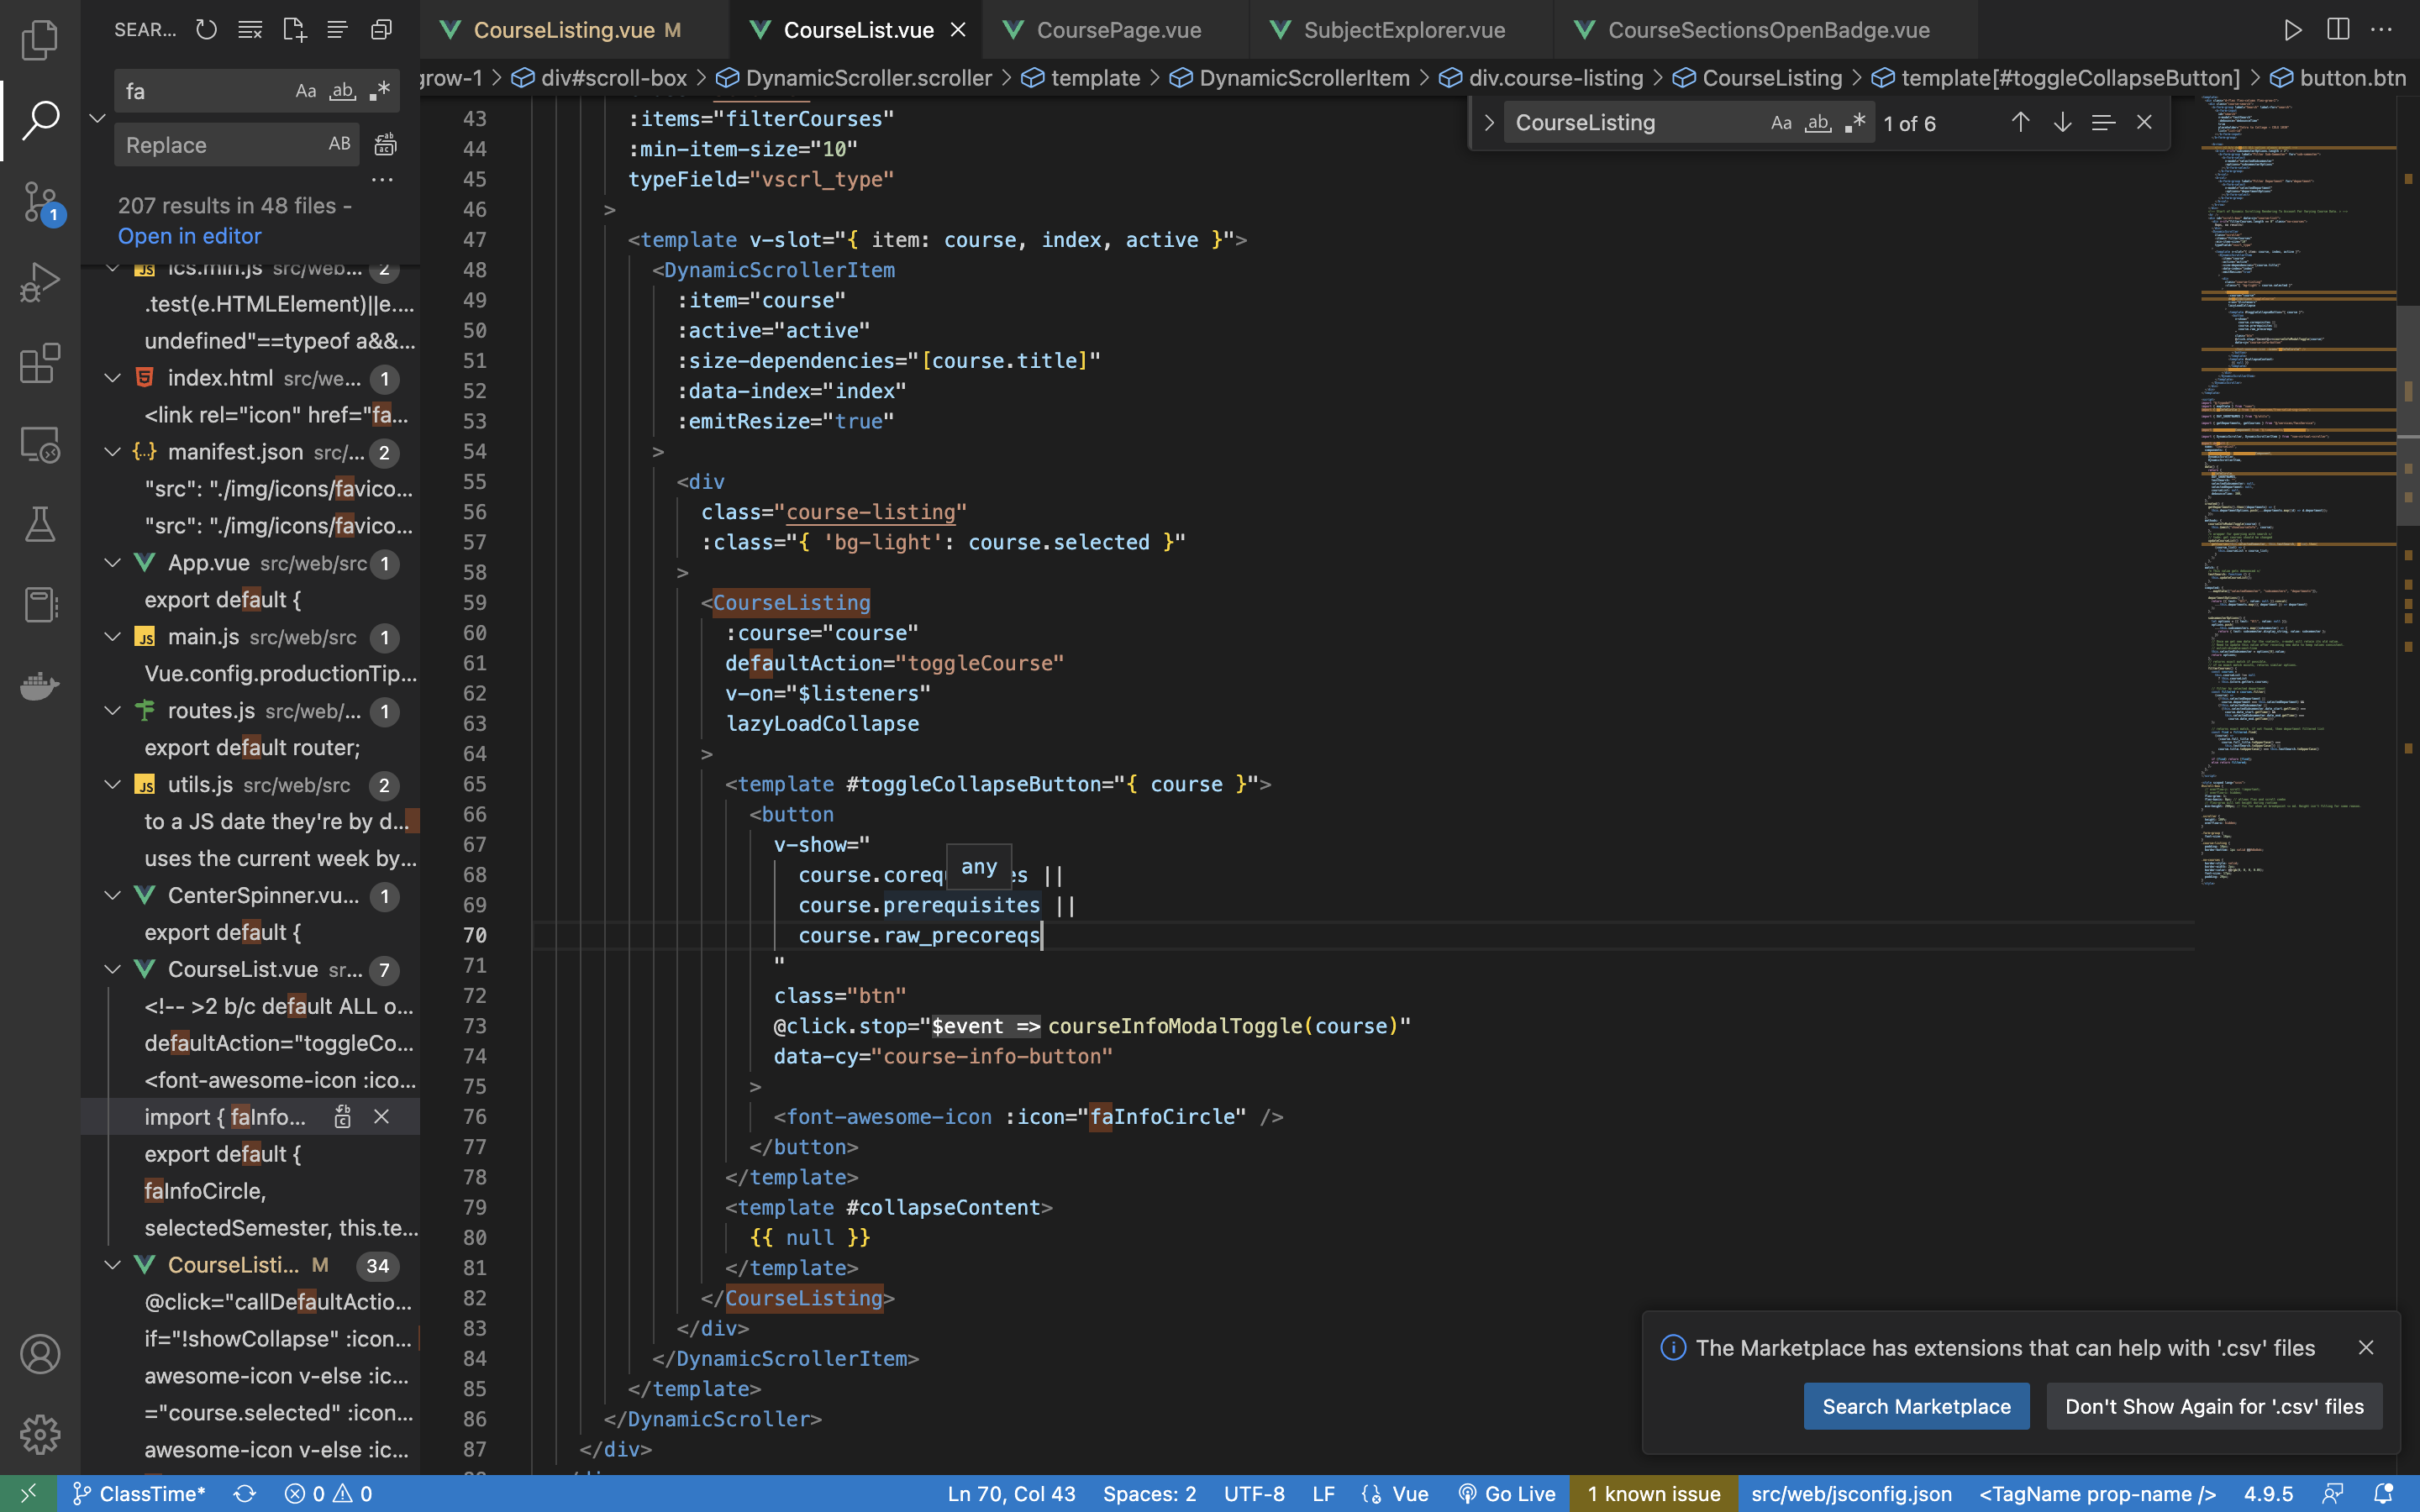 SEAR...
CourseListing.vue M
CourseList.vue
CoursePage.vue
SubjectExplorer.vue
CourseSectionsOpenBadge.vue
grow-1 > div#scroll-box > DynamicScroller.scroller > template > DynamicScrollerItem > div.course-listing > CourseListing > template[#toggleCollapseButton] > button.btn
fa
Aa ab .*
Replace
AB
...
207 results in 48 files -
Open in editor
ics.min.js src/web... 2
.test(e.HTMLElement)||e....
undefined"==typeof a&&...
index.html src/we... 1
<link rel="icon" href="fa...
manifest.json src/... 2
"src": "./img/icons/favico...
"src": "./img/icons/favico...
App.vue src/web/src 1
export default {
main.js src/web/src 1
Vue.config.productionTip...
routes.js src/web/... 1
export default router;
utils.js src/web/src 2
to a JS date they're by d...
uses the current week by...
CenterSpinner.vu... 1
export default {
CourseList.vue sr... 7
<!-- >2 b/c default ALL o...
defaultAction="toggleCo...
<font-awesome-icon :ico...
import { faInfo...
export default {
faInfoCircle,
selectedSemester, this.te...
CourseListi... M 34
@click="callDefaultActio...
if="!showCollapse" :icon...
awesome-icon v-else :ic...
="course.selected" :icon...
awesome-icon v-else :ic...
CourseListing
Aa ab .*
1 of 6
43 :items="filterCourses"
44 :min-item-size="10"
45 typeField="vscrl_type"
46 >
47 <template v-slot="{ item: course, index, active }">
48 <DynamicScrollerItem
49 :item="course"
50 :active="active"
51 :size-dependencies="[course.title]"
52 :data-index="index"
53 :emitResize="true"
54 >
55 <div
56 class="course-listing"
57 :class="{ 'bg-light': course.selected }"
58 >
59 <CourseListing
60 :course="course"
61 defaultAction="toggleCourse"
62 v-on="$listeners"
63 lazyLoadCollapse
64 >
65 <template #toggleCollapseButton="{ course }">
66 <button
67 v-show="
any
68 course.coreq es ||
69 course.prerequisites ||
70 course.raw_precoreqs
71 "
72 class="btn"
73 @click.stop="$event => courseInfoModalToggle(course)"
74 data-cy="course-info-button"
75 >
76 <font-awesome-icon :icon="faInfoCircle" />
77 </button>
78 </template>
79 <template #collapseContent>
80 {{ null }}
81 </template>
82 </CourseListing>
83 </div>
84 </DynamicScrollerItem>
85 </template>
86 </DynamicScroller>
87 </div>
The Marketplace has extensions that can help with '.csv' files
Search Marketplace
Don't Show Again for '.csv' files
1
ClassTime* 0 0
Ln 70, Col 43 Spaces: 2 UTF-8 LF Vue Go Live 1 known issue src/web/jsconfig.json <TagName prop-name /> 4.9.5